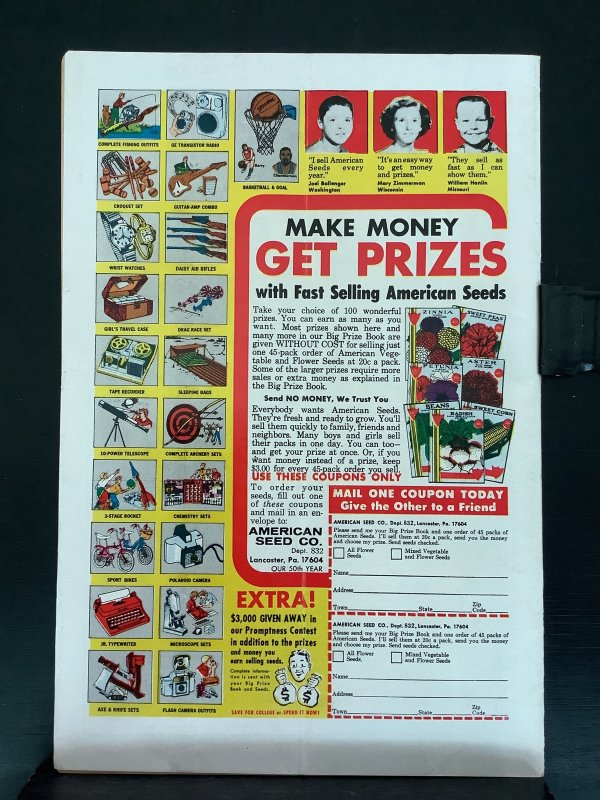 COMPLETE FISHING OUTFITS
GE TRANSISTOR RADIO
CROQUET SET
GUITAR-AMP COMBO
BASKETBALL & GOAL
WRIST WATCHES
DAISY AIR RIFLES
GIRL'S TRAVEL CASE
DRAG RACE SET
TAPE RECORDER
SLEEPING BAGS
10-POWER TELESCOPE
COMPLETE ARCHERY SETS
3-STAGE ROCKET
CHEMISTRY SETS
SPORT BIKES
POLAROID CAMERA
JR. TYPEWRITER
MICROSCOPE SETS
AXE & KNIFE SETS
FLASH CAMERA OUTFITS
"I sell American
Seeds every
year."
Joel Ballenger
Washington
"It's an easy way
to get money
and prizes."
Mary Zimmerman
Wisconsin
"They sell as
fast as I can
show them."
William Hanlin
Missouri
MAKE MONEY
GET PRIZES
with Fast Selling American Seeds
Take your choice of 100 wonderful
prizes. You can earn as many as you
want. Most prizes shown here and
many more in our Big Prize Book are
given WITHOUT COST for selling just
one 45-pack order of American Vege-
table and Flower Seeds at 20c a pack.
Some of the larger prizes require more
sales or extra money as explained in
the Big Prize Book.
Send NO MONEY, We Trust You
Everybody wants American Seeds.
They're fresh and ready to grow. You'll
sell them quickly to family, friends and
neighbors. Many boys and girls sell
their packs in one day. You can too—
and get your prize at once. Or, if you
want money instead of a prize, keep
$3.00 for every 45-pack order you sell.
ZINNIA
SWEET PEAS
PETUNIA
ASTER
BEANS
RADISH
SWEET CORN
USE THESE COUPONS ONLY
To order your
seeds, fill out one
of these coupons
and mail in an en-
velope to:
AMERICAN
SEED CO.
Dept. 832
Lancaster, Pa. 17604
OUR 50th YEAR
MAIL ONE COUPON TODAY
Give the Other to a Friend
AMERICAN SEED CO., Dept. 532, Lancaster, Pa. 17604
Please send me your Big Prize Book and one order of 45 packs of
American Seeds. I'll sell them at 20c a pack, send you the money
and choose my prize. Send seeds checked.
All Flower
Seeds
Mixed Vegetable
and Flower Seeds
Name
Address
Town State Zip Code
AMERICAN SEED CO., Dept. 532, Lancaster, Pa. 17604
Please send me your Big Prize Book and one order of 45 packs of
American Seeds. I'll sell them at 20c a pack, send you the money
and choose my prize. Send seeds checked.
All Flower
Seeds
Mixed Vegetable
and Flower Seeds
Name
Address
Town State Zip Code
EXTRA!
$3,000 GIVEN AWAY in
our Promptness Contest
in addition to the prizes
and money you
earn selling seeds.
Complete informa-
tion is sent with
your Big Prize
Book and Seeds.
SAVE FOR COLLEGE or SPEND IT NOW!